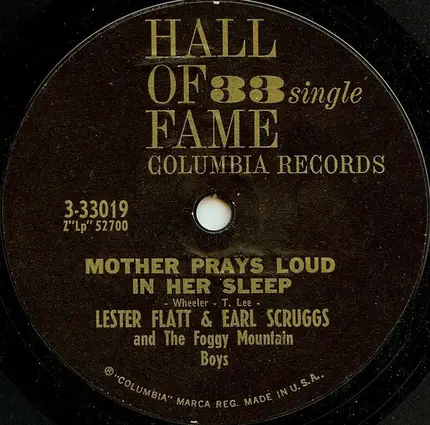 HALL
OF 33 single
FAME
COLUMBIA RECORDS
3-33019
Z"Lp" 52700
MOTHER PRAYS LOUD
IN HER SLEEP
- Wheeler - T. Lee -
LESTER FLATT & EARL SCRUGGS
and The Foggy Mountain
Boys
® "COLUMBIA" MARCA REG. MADE IN U.S.A.